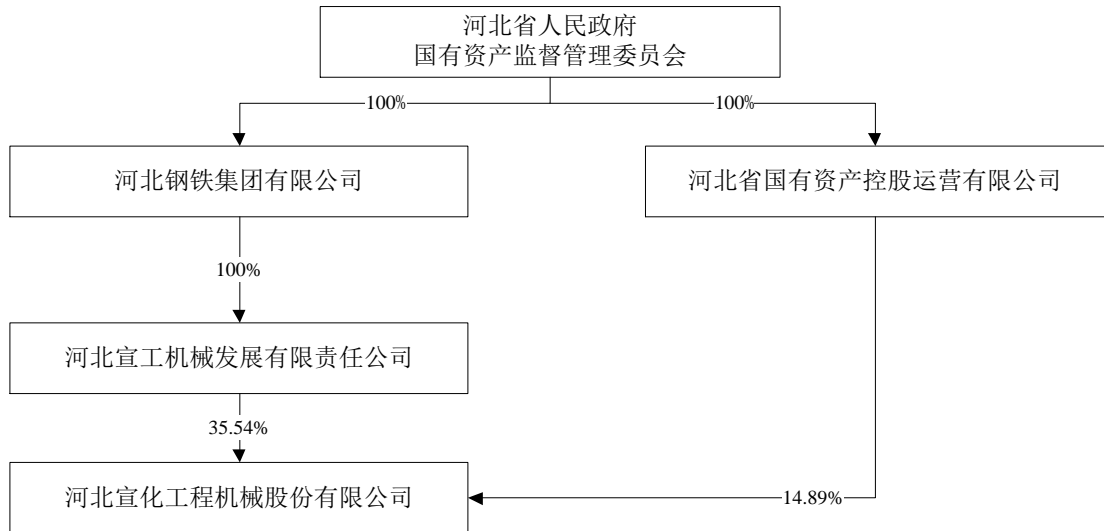 河北省人民政府
国有资产监督管理委员会
100%
100%
河北钢铁集团有限公司
河北省国有资产控股运营有限公司
100%
河北宣工机械发展有限责任公司
35.54%
河北宣化工程机械股份有限公司
14.89%